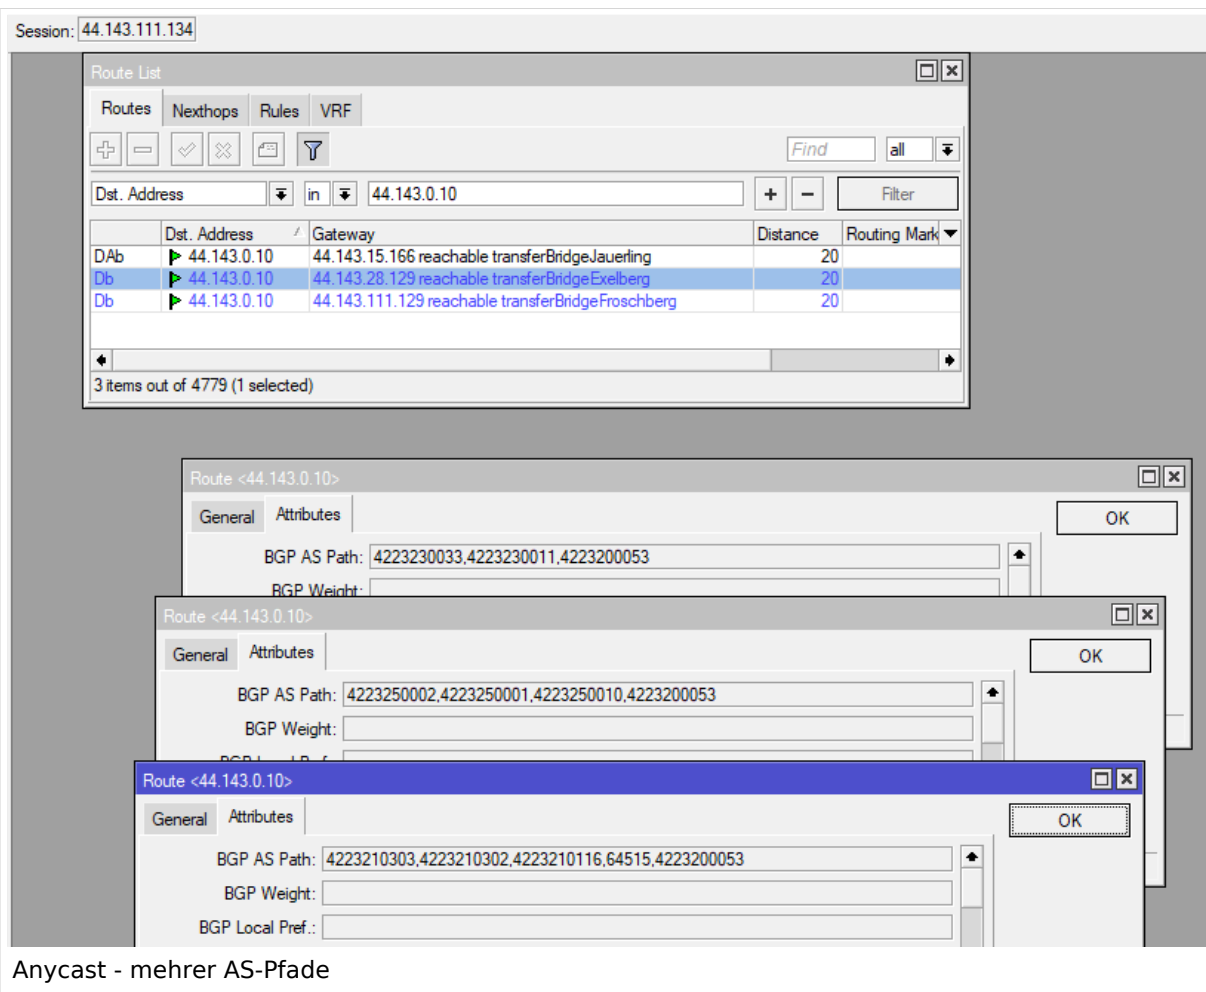 Session: 44.143.111.134
Route List
Routes Nexthops Rules VRF
Find all
Dst. Address in 44.143.0.10 + - Filter
Dst. Address Gateway Distance Routing Mark
DAb 44.143.0.10 44.143.15.166 reachable transferBridgeJauerling 20
Db 44.143.0.10 44.143.28.129 reachable transferBridgeExelberg 20
Db 44.143.0.10 44.143.111.129 reachable transferBridgeFroschberg 20
3 items out of 4779 (1 selected)
Route <44.143.0.10>
General Attributes OK
BGP AS Path: 4223230033,4223230011,4223200053
BGP Weight:
Route <44.143.0.10>
General Attributes OK
BGP AS Path: 4223250002,4223250001,4223250010,4223200053
BGP Weight:
BGP Local Pref.:
Route <44.143.0.10>
General Attributes OK
BGP AS Path: 4223210303,4223210302,4223210116,64515,4223200053
BGP Weight:
BGP Local Pref.:
Anycast - mehrer AS-Pfade